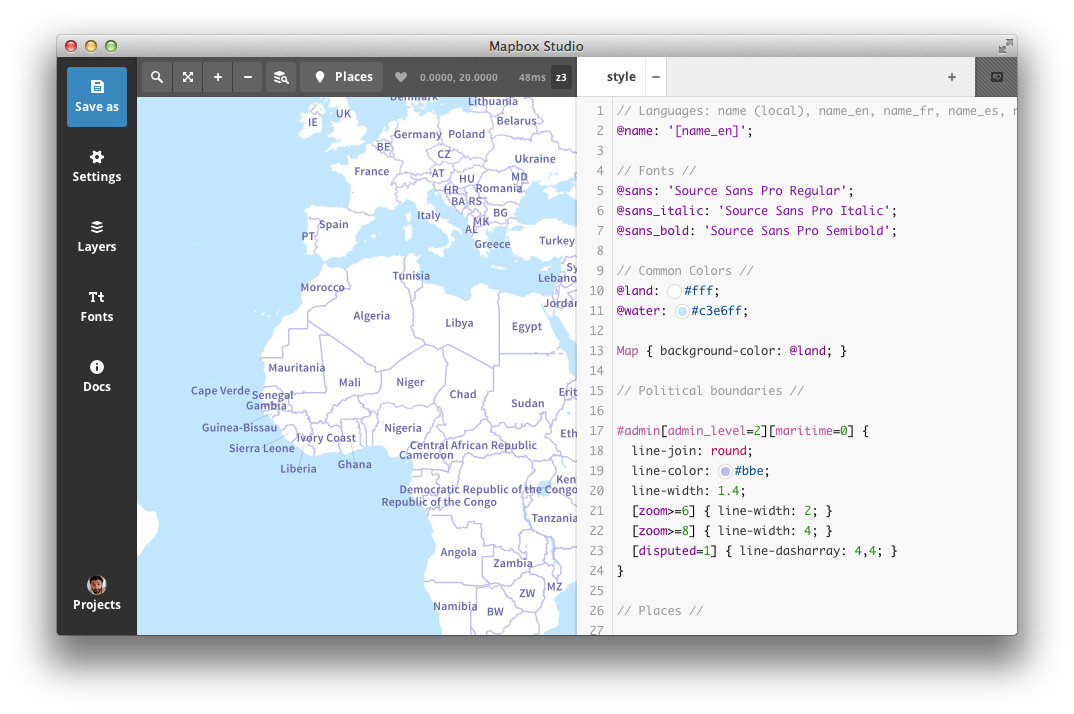 Mapbox Studio
Save as
Settings
Layers
Tt
Fonts
Docs
Projects
Places
0.0000, 20.0000
48ms
z3
style
Denmark
Lithuania
IE
UK
Belarus
Germany
Poland
BE
CZ
Ukraine
France
AT
HU
MD
HR
Romania
BA
RS
Italy
BG
Spain
MK
PT
AL
Greece
Turkey
Sy
Tunisia
Lebano
Morocco
Jordan
Algeria
Libya
Egypt
Mauritania
Mali
Niger
Cape Verde
Senegal
Chad
Erit
Gambia
Sudan
Guinea-Bissau
Nigeria
Eth
Ivory Coast
Sierra Leone
Central African Republic
Cameroon
Liberia
Ghana
Ken
Democratic Republic of the Congo
Republic of the Congo
Tanzania
Angola
Zambia
ZW
MZ
Namibia
BW
1 // Languages: name (local), name_en, name_fr, name_es,
2 @name: '[name_en]';
3
4 // Fonts //
5 @sans: 'Source Sans Pro Regular';
6 @sans_italic: 'Source Sans Pro Italic';
7 @sans_bold: 'Source Sans Pro Semibold';
8
9 // Common Colors //
10 @land: #fff;
11 @water: #c3e6ff;
12
13 Map { background-color: @land; }
14
15 // Political boundaries //
16
17 #admin[admin_level=2][maritime=0] {
18 line-join: round;
19 line-color: #bbe;
20 line-width: 1.4;
21 [zoom>=6] { line-width: 2; }
22 [zoom>=8] { line-width: 4; }
23 [disputed=1] { line-dasharray: 4,4; }
24 }
25
26 // Places //
27